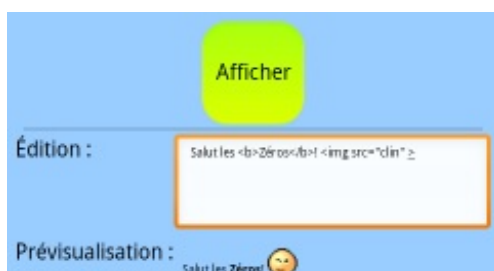 Afficher
Édition :
Salut les <b>Zéros</b>! <img src="clin" >
Prévisualisation :
Salut les Zéros!